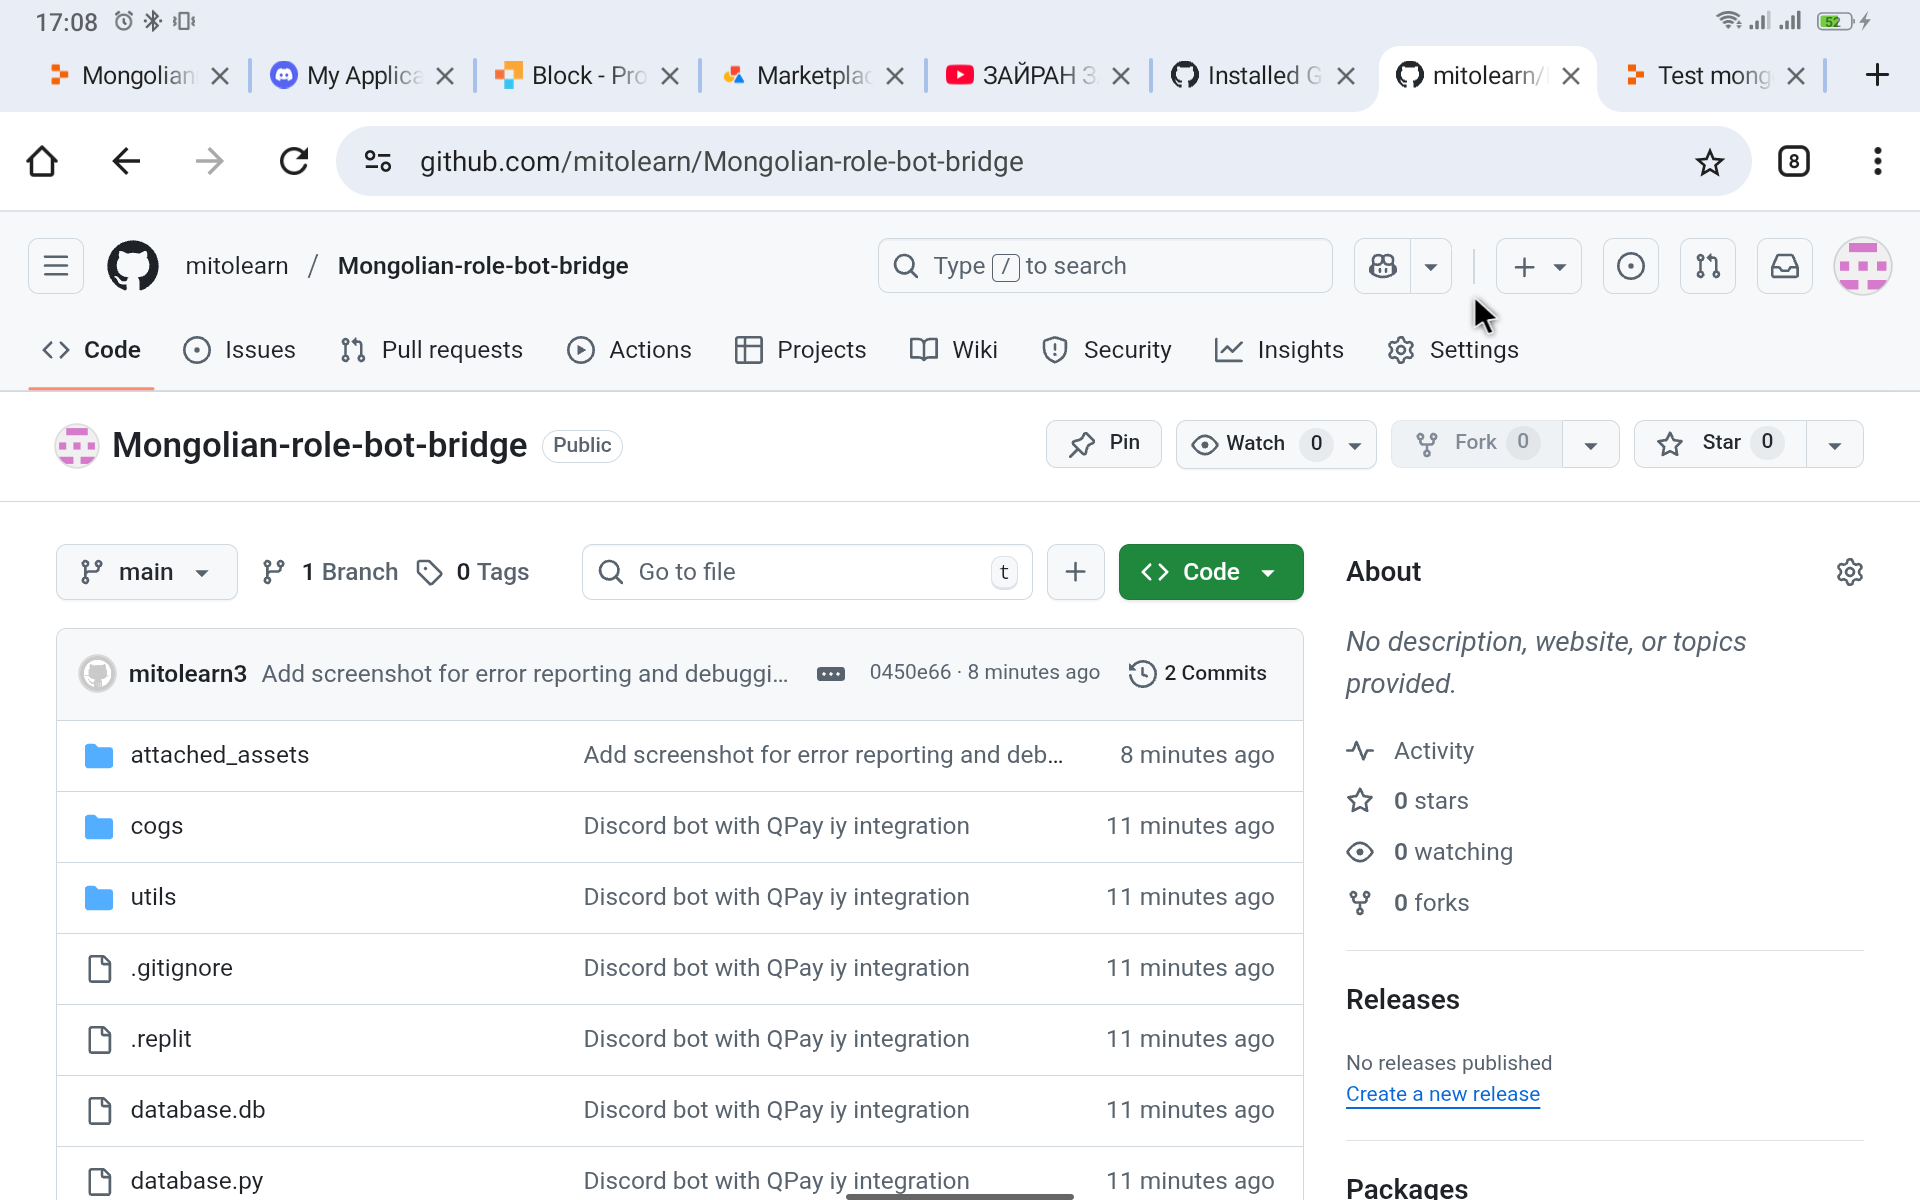 17:08 52
Mongolian My Applica Block - Pro Marketplac ЗАЙРАН З Installed G mitolearn/ Test mong
github.com/mitolearn/Mongolian-role-bot-bridge 8
mitolearn / Mongolian-role-bot-bridge Type / to search
Code Issues Pull requests Actions Projects Wiki Security Insights Settings
Mongolian-role-bot-bridge Public Pin Watch 0 Fork 0 Star 0
main 1 Branch 0 Tags Go to file t Code About
No description, website, or topics
provided.
mitolearn3 Add screenshot for error reporting and debuggi... 0450e66 · 8 minutes ago 2 Commits
attached_assets Add screenshot for error reporting and deb... 8 minutes ago
Activity
0 stars
cogs Discord bot with QPay iy integration 11 minutes ago
0 watching
utils Discord bot with QPay iy integration 11 minutes ago
0 forks
.gitignore Discord bot with QPay iy integration 11 minutes ago
Releases
.replit Discord bot with QPay iy integration 11 minutes ago
No releases published
Create a new release
database.db Discord bot with QPay iy integration 11 minutes ago
database.py Discord bot with QPay iy integration 11 minutes ago
Packages